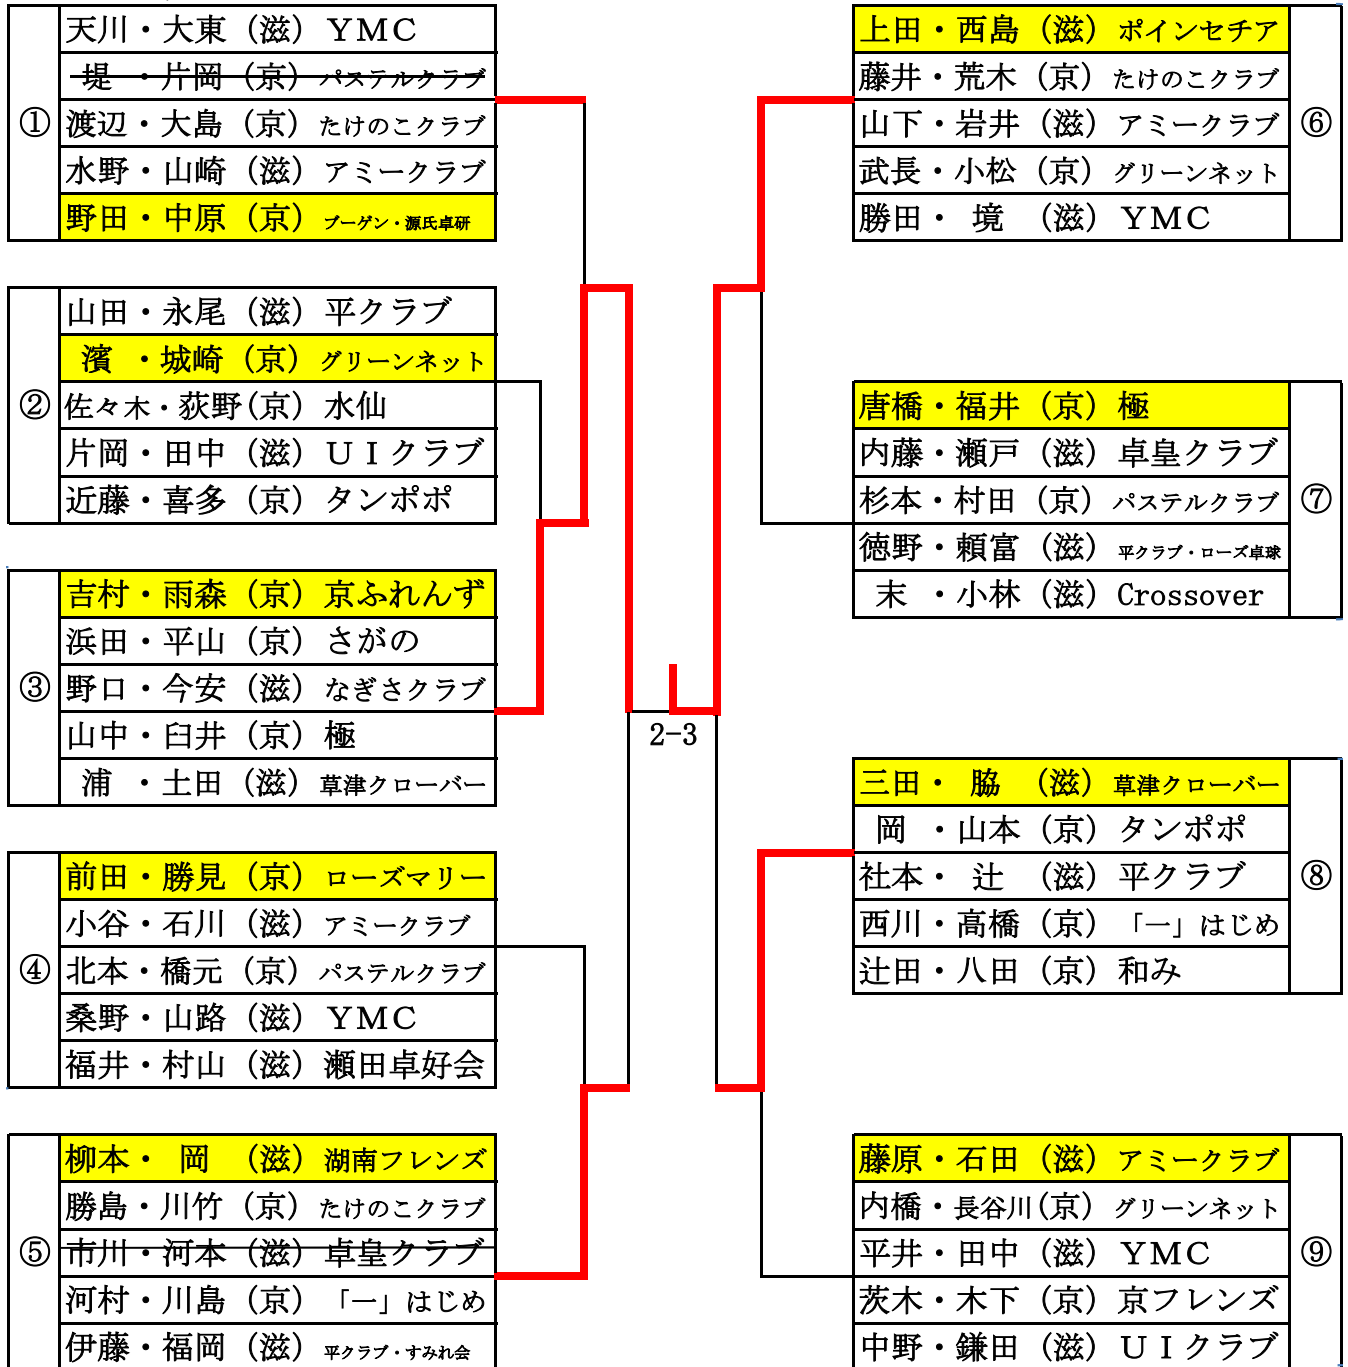 ①
天川・大東（滋）ＹＭＣ
堤　・片岡（京）パステルクラブ
渡辺・大島（京）たけのこクラブ
水野・山崎（滋）アミークラブ
野田・中原（京）ブーゲン・源氏卓研
②
山田・永尾（滋）平クラブ
濱　・城崎（京）グリーンネット
佐々木・荻野(京）水仙
片岡・田中（滋）ＵＩクラブ
近藤・喜多（京）タンポポ
③
吉村・雨森（京）京ふれんず
浜田・平山（京）さがの
野口・今安（滋）なぎさクラブ
山中・臼井（京）極
浦　・土田（滋）草津クローバー
④
前田・勝見（京）ローズマリー
小谷・石川（滋）アミークラブ
北本・橋元（京）パステルクラブ
桑野・山路（滋）ＹＭＣ
福井・村山（滋）瀬田卓好会
⑤
柳本・　岡　（滋）湖南フレンズ
勝島・川竹（京）たけのこクラブ
市川・河本（滋）卓皇クラブ
河村・川島（京）「一」はじめ
伊藤・福岡（滋）平クラブ・すみれ会
2−3
⑥
上田・西島（滋）ポインセチア
藤井・荒木（京）たけのこクラブ
山下・岩井（滋）アミークラブ
武長・小松（京）グリーンネット
勝田・　境　（滋）ＹＭＣ
⑦
唐橋・福井（京）極
内藤・瀬戸（滋）卓皇クラブ
杉本・村田（京）パステルクラブ
徳野・頼富（滋）平クラブ・ローズ卓球
末　・小林（滋）Crossover
⑧
三田・　脇　（滋）草津クローバー
岡　・山本（京）タンポポ
社本・　辻　（滋）平クラブ
西川・高橋（京）「一」はじめ
辻田・八田（京）和み
⑨
藤原・石田（滋）アミークラブ
内橋・長谷川(京）グリーンネット
平井・田中（滋）ＹＭＣ
茨木・木下（京）京フレンズ
中野・鎌田（滋）ＵＩクラブ